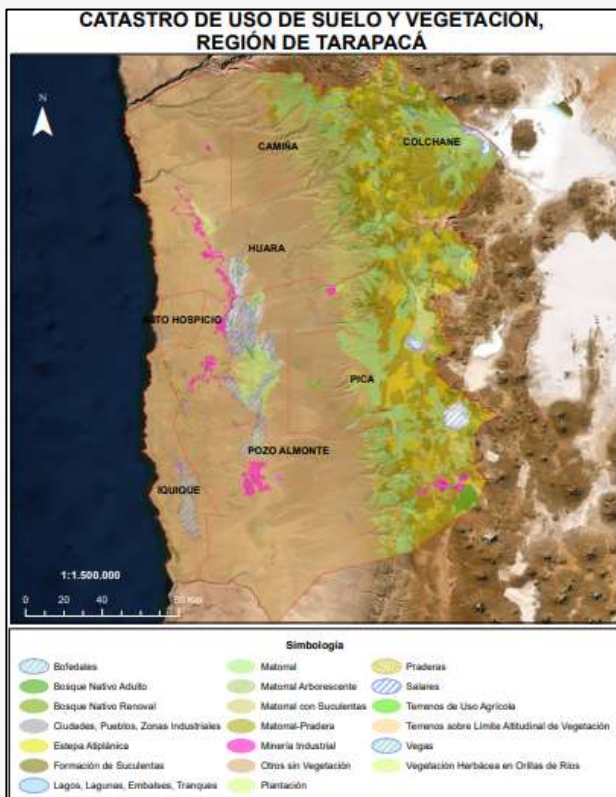 CATASTRO DE USO DE SUELO Y VEGETACIÓN,
REGIÓN DE TARAPACÁ
N
CAMIÑA
COLCHANE
HUARA
ALTO HOSPICIO
PICA
POZO ALMONTE
IQUIQUE
1:1.500.000
0 20 40 80 Km
Simbología
Bofedales
Bosque Nativo Adulto
Bosque Nativo Renoval
Ciudades, Pueblos, Zonas Industriales
Estepa Altiplánica
Formación de Suculentas
Lagos, Lagunas, Embalses, Tranques
Matorral
Matorral Arborescente
Matorral con Suculentas
Matorral-Pradera
Minería Industrial
Otros sin Vegetación
Plantación
Praderas
Salares
Terrenos de Uso Agrícola
Terrenos sobre Límite Altitudinal de Vegetación
Vegas
Vegetación Herbácea en Orillas de Ríos